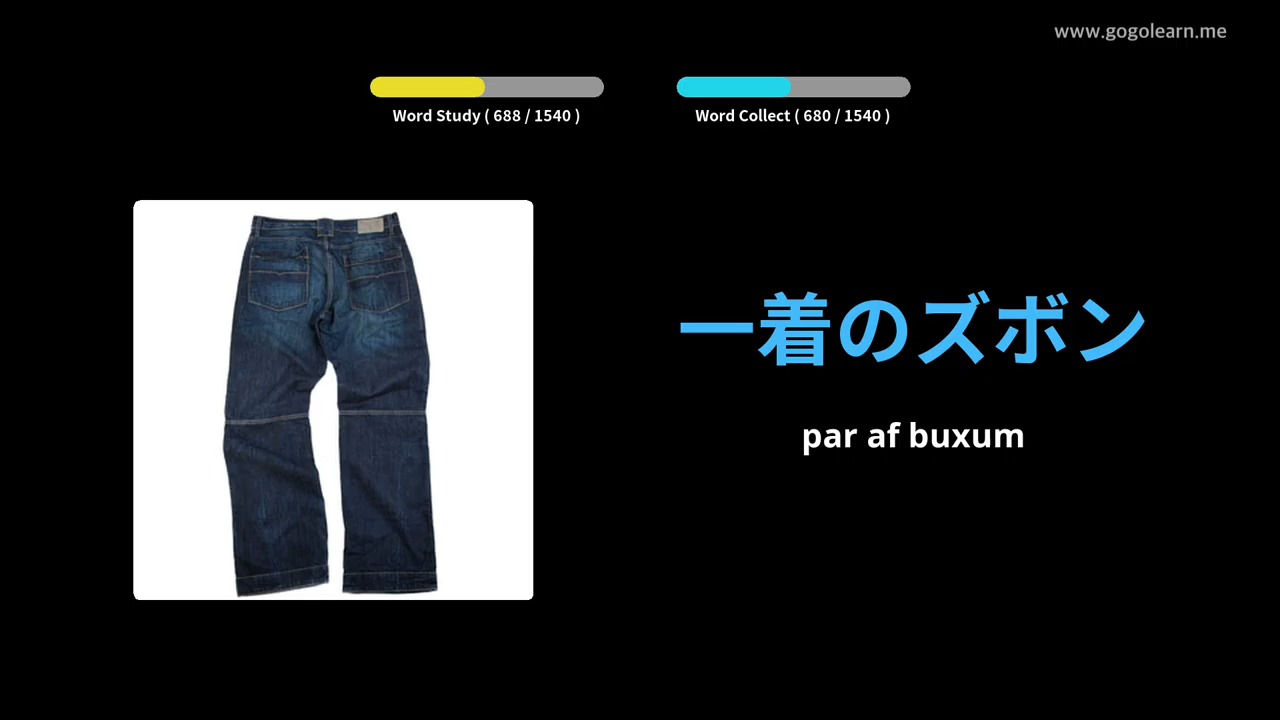 www.gogolearn.me
Word Study ( 688 / 1540 )
Word Collect ( 680 / 1540 )
一着のズボン
par af buxum